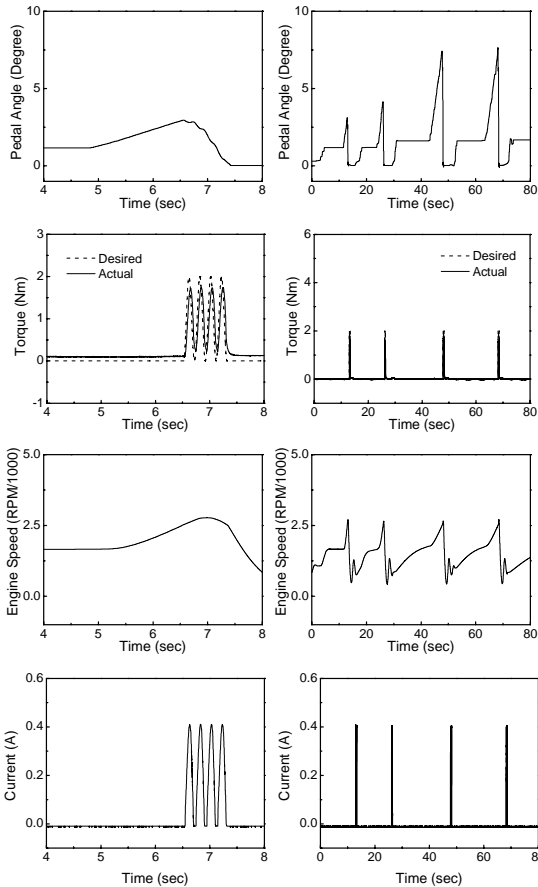 Pedal Angle (Degree)
10
5
0
4 5 6 7 8
Time (sec)
Pedal Angle (Degree)
10
5
0
0 20 40 60 80
Time (sec)
Torque (Nm)
3
2
1
0
-1
Desired
Actual
4 5 6 7 8
Time (sec)
Torque (Nm)
6
4
2
0
Desired
Actual
0 20 40 60 80
Time (sec)
Engine Speed (RPM/1000)
5.0
2.5
0.0
4 5 6 7 8
Time (sec)
Engine Speed (RPM/1000)
5.0
2.5
0.0
0 20 40 60 80
Time (sec)
Current (A)
0.6
0.4
0.2
0.0
4 5 6 7 8
Time (sec)
Current (A)
0.6
0.4
0.2
0.0
0 20 40 60 80
Time (sec)